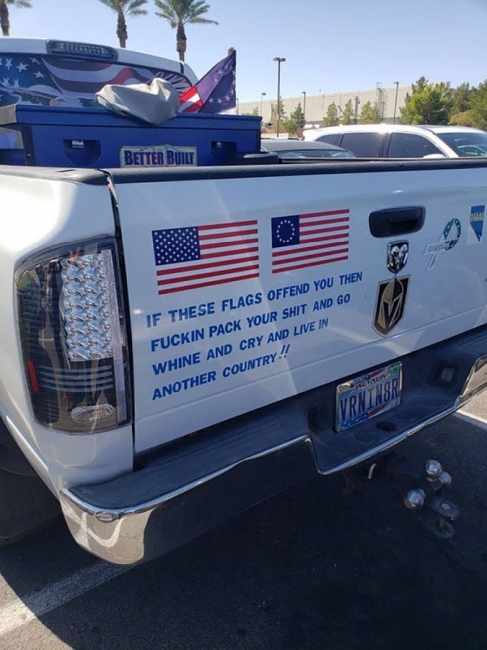 BETTER BUILT
IF THESE FLAGS OFFEND YOU THEN
FUCKIN PACK YOUR SHIT AND GO
WHINE AND CRY AND LIVE IN
ANOTHER COUNTRY!!
VRNIN8R